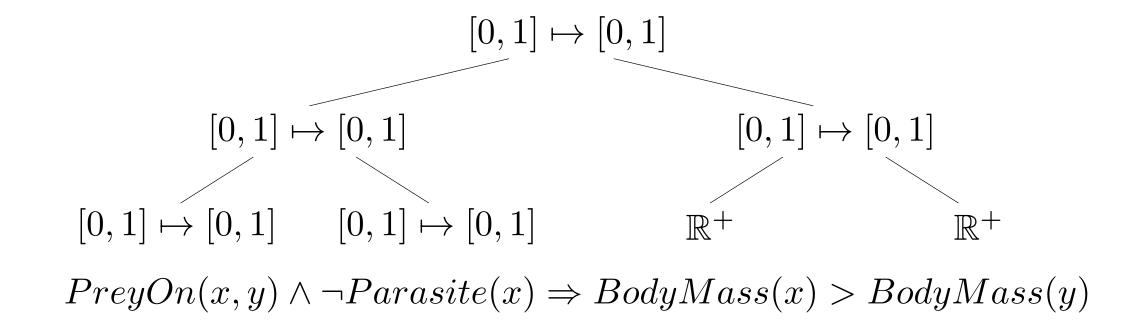 [0, 1] ↦ [0, 1]
[0, 1] ↦ [0, 1] [0, 1] ↦ [0, 1]
[0, 1] ↦ [0, 1] [0, 1] ↦ [0, 1] ℝ⁺ ℝ⁺
PreyOn(x, y) ∧ ¬Parasite(x) ⇒ BodyMass(x) > BodyMass(y)